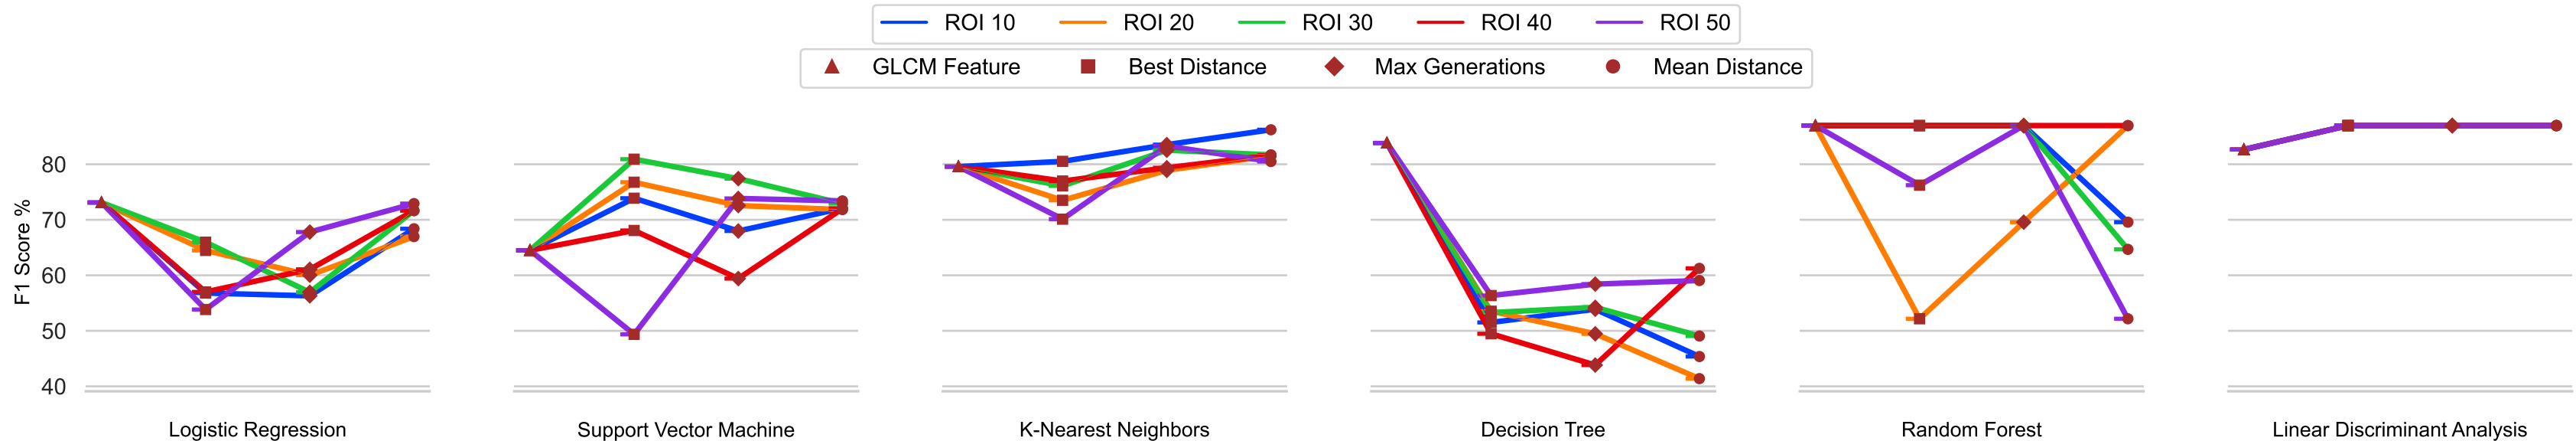 ROI 10 ROI 20 ROI 30 ROI 40 ROI 50
GLCM Feature Best Distance Max Generations Mean Distance
F1 Score %
80
70
60
50
40
Logistic Regression Support Vector Machine K-Nearest Neighbors Decision Tree Random Forest Linear Discriminant Analysis